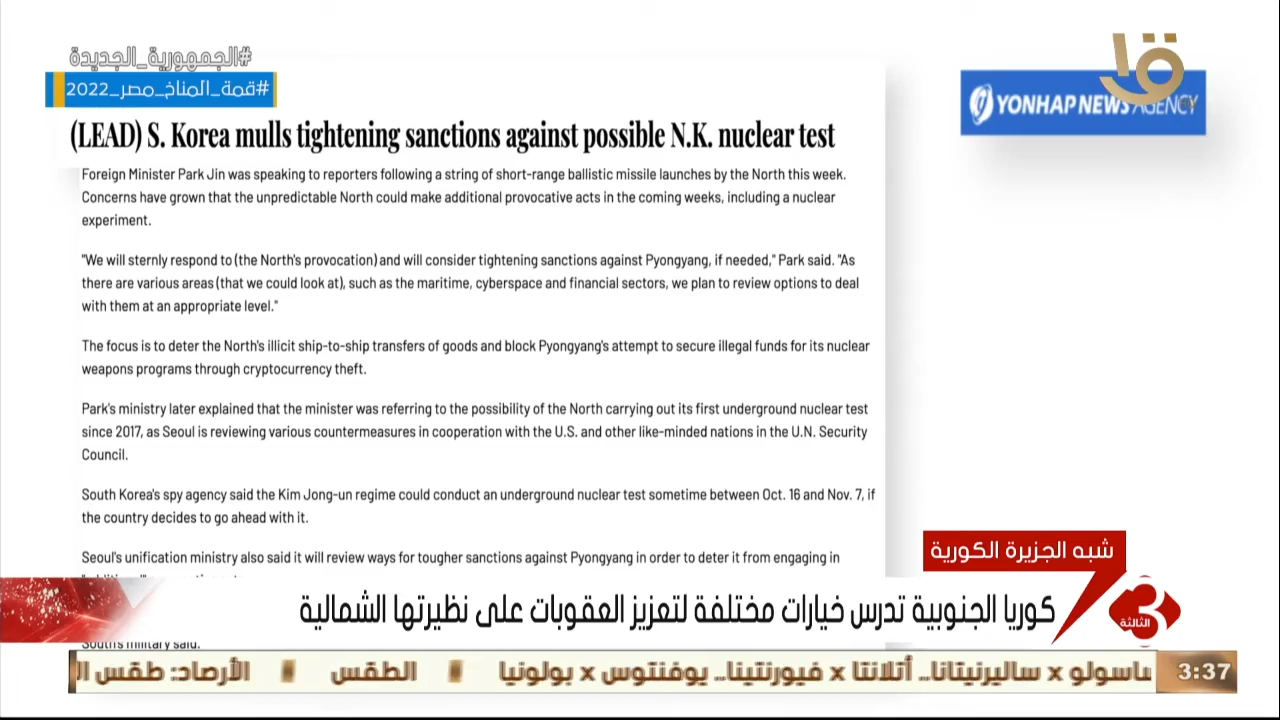 #الجمهورية_الجديدة
#قمة_المناخ_مصر_2022
YONHAP NEWS AGENCY
(LEAD) S. Korea mulls tightening sanctions against possible N.K. nuclear test
Foreign Minister Park Jin was speaking to reporters following a string of short-range ballistic missile launches by the North this week.
Concerns have grown that the unpredictable North could make additional provocative acts in the coming weeks, including a nuclear
experiment.
"We will sternly respond to (the North's provocation) and will consider tightening sanctions against Pyongyang, if needed," Park said. "As
there are various areas (that we could look at), such as the maritime, cyberspace and financial sectors, we plan to review options to deal
with them at an appropriate level."
The focus is to deter the North's illicit ship-to-ship transfers of goods and block Pyongyang's attempt to secure illegal funds for its nuclear
weapons programs through cryptocurrency theft.
Park's ministry later explained that the minister was referring to the possibility of the North carrying out its first underground nuclear test
since 2017, as Seoul is reviewing various countermeasures in cooperation with the U.S. and other like-minded nations in the U.N. Security
Council.
South Korea's spy agency said the Kim Jong-un regime could conduct an underground nuclear test sometime between Oct. 16 and Nov. 7, if
the country decides to go ahead with it.
Seoul's unification ministry also said it will review ways for tougher sanctions against Pyongyang in order to deter it from engaging in
شبه الجزيرة الكورية
كوريا الجنوبية تدرس خيارات مختلفة لتعزيز العقوبات على نظيرتها الشمالية
3 الثالثة
South's military said.
3:37
ساسولو x ساليرنيتانا.. أتلانتا x فيورنتينا.. يوفنتوس x بولونيا الطقس الأرصاد: طقس